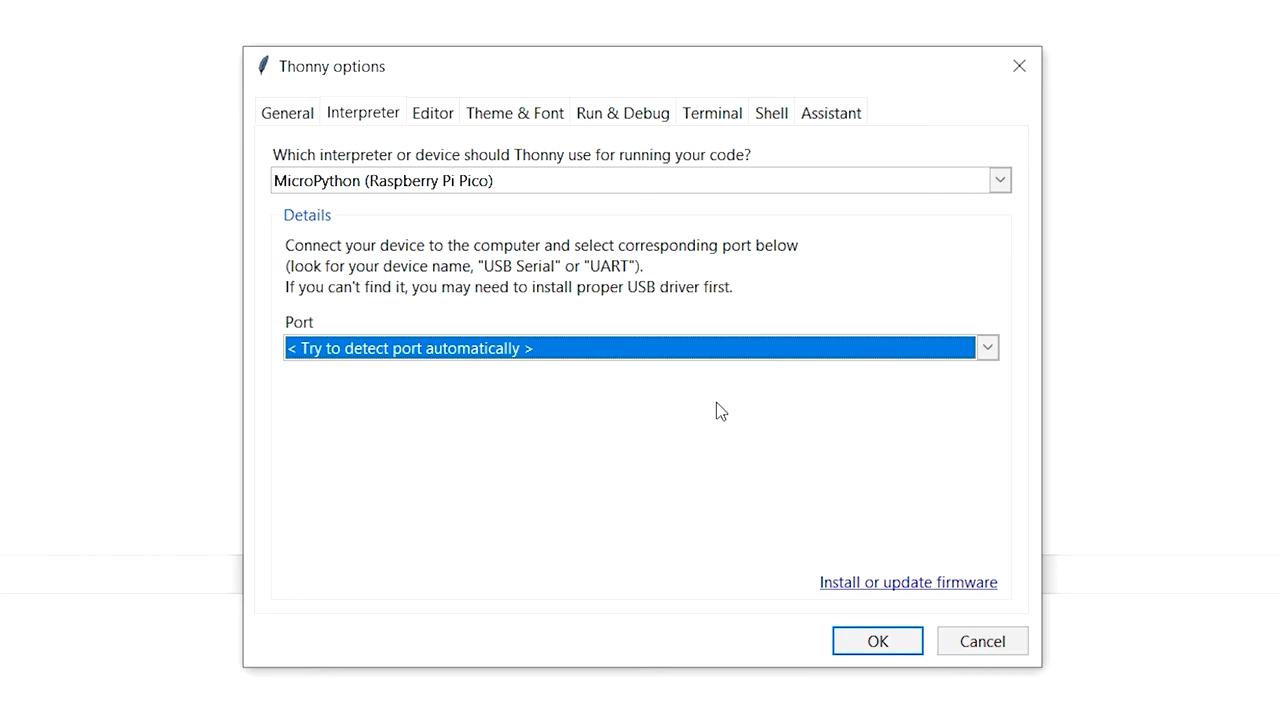 Thonny options
General Interpreter Editor Theme & Font Run & Debug Terminal Shell Assistant
Which interpreter or device should Thonny use for running your code?
MicroPython (Raspberry Pi Pico)
Details
Connect your device to the computer and select corresponding port below
(look for your device name, "USB Serial" or "UART").
If you can't find it, you may need to install proper USB driver first.
Port
< Try to detect port automatically >
Install or update firmware
OK Cancel